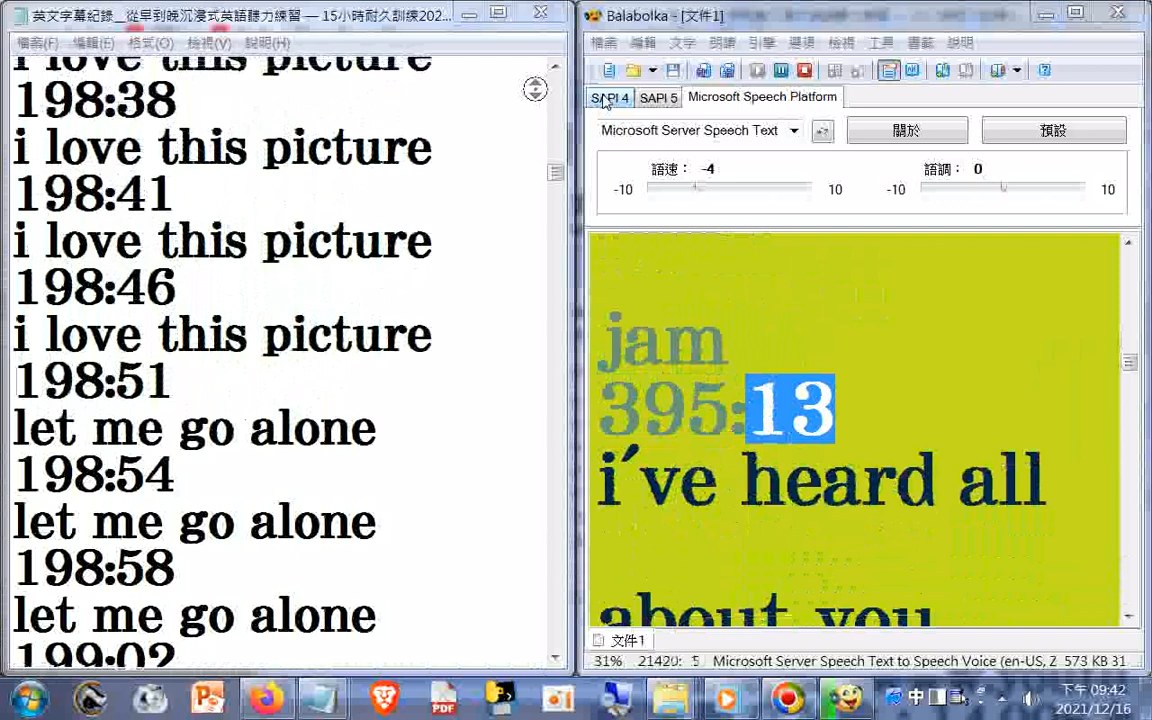 英文字幕紀錄__從早到晚沉浸式英語聽力練習 — 15小時耐久訓練202...
檔案(F) 編輯(E) 格式(O) 檢視(V) 說明(H)
i love this picture
198:38
i love this picture
198:41
i love this picture
198:46
i love this picture
198:51
let me go alone
198:54
let me go alone
198:58
let me go alone
199:02
Balabolka - [文件1]
檔案 編輯 文字 朗讀 引擎 選項 檢視 工具 書籤 說明
SAPI 4 SAPI 5 Microsoft Speech Platform
Microsoft Server Speech Text 關於 預設
語速： -4 語調： 0
-10 10 -10 10
jam
395:13
i´ve heard all
about you
文件1
31% 21420: 5 Microsoft Server Speech Text to Speech Voice (en-US, Z 573 KB 31
PDF
中
下午 09:42
2021/12/16